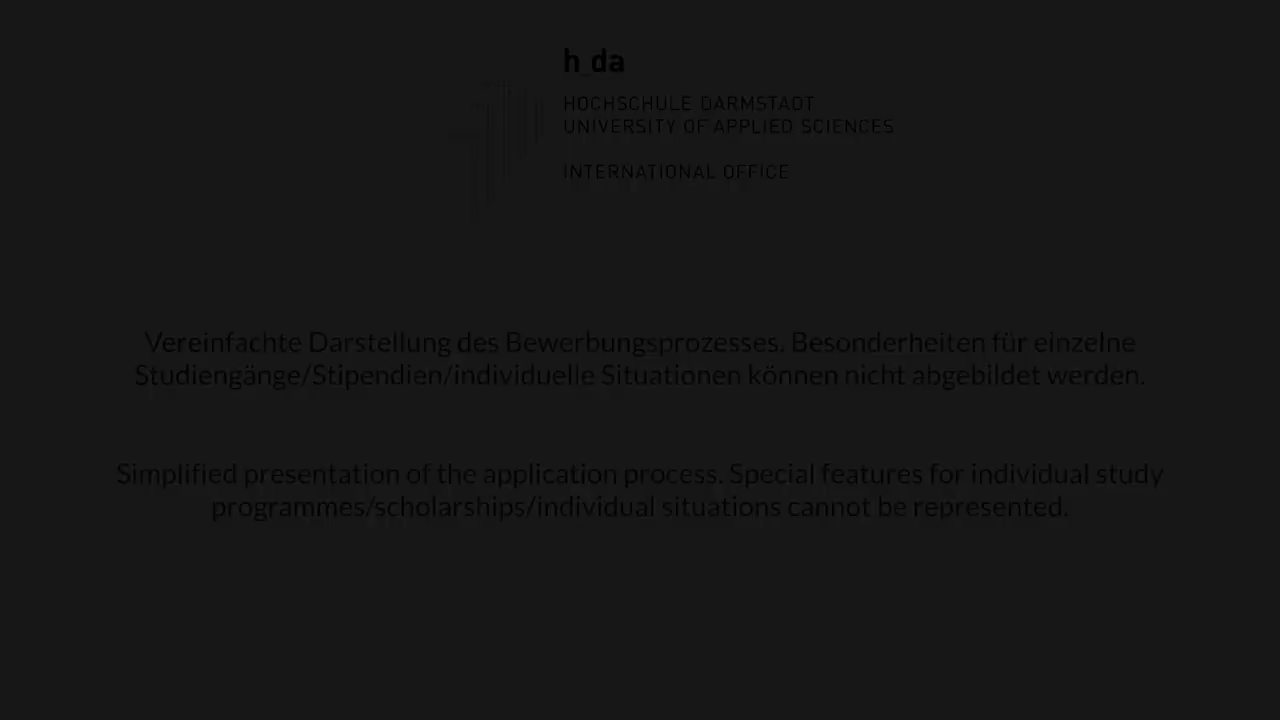 h_da
HOCHSCHULE DARMSTADT
UNIVERSITY OF APPLIED SCIENCES
INTERNATIONAL OFFICE
Vereinfachte Darstellung des Bewerbungsprozesses. Besonderheiten für einzelne
Studiengänge/Stipendien/individuelle Situationen können nicht abgebildet werden.
Simplified presentation of the application process. Special features for individual study
programmes/scholarships/individual situations cannot be represented.